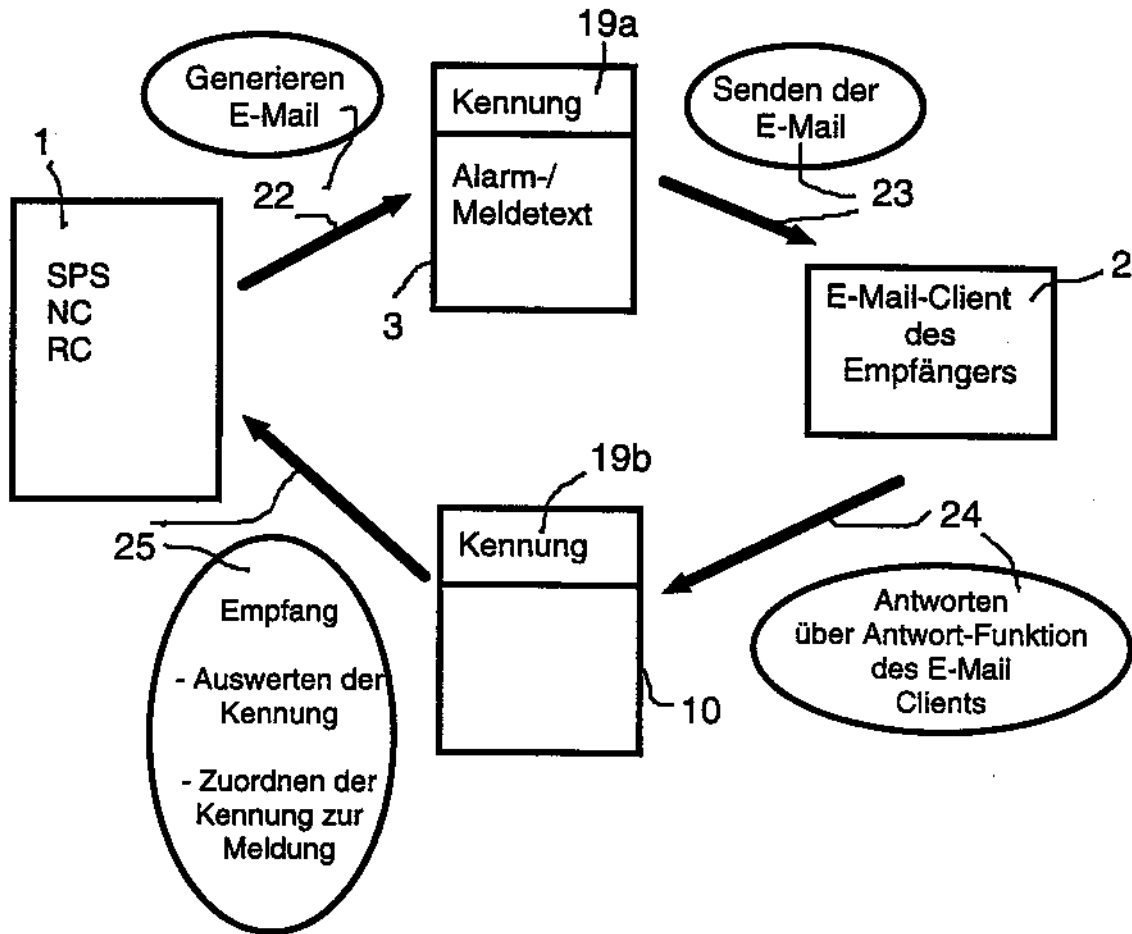 19a
Generieren
E-Mail
Kennung
Senden der
E-Mail
1
22
Alarm-/
Meldetext
23
SPS
NC
RC
3
2
E-Mail-Client
des
Empfängers
19b
Kennung
24
25
Empfang
- Auswerten der
Kennung
- Zuordnen der
Kennung zur
Meldung
10
Antworten
über Antwort-Funktion
des E-Mail
Clients